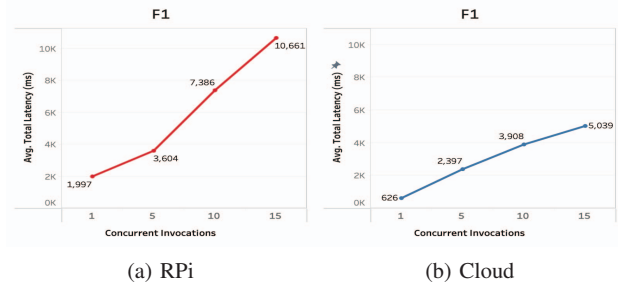 F1
10K
8K
6K
4K
2K
0K
Avg. Total Latency (ms)
1,997
3,604
7,386
10,661
1 5 10 15
Concurrent Invocations
(a) RPi
F1
10K
8K
6K
4K
2K
0K
Avg. Total Latency (ms)
626
2,397
3,908
5,039
1 5 10 15
Concurrent Invocations
(b) Cloud